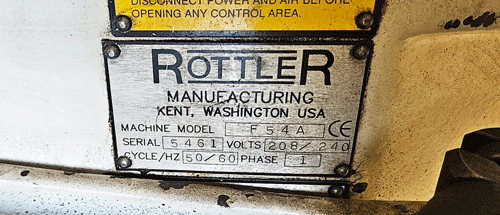 DISCONNECT POWER AND AIR BEFORE
OPENING ANY CONTROL AREA.
ROTTLER
MANUFACTURING
KENT, WASHINGTON USA
MACHINE MODEL F54A CE
SERIAL 5461 VOLTS 208/240
CYCLE/HZ 50/60 PHASE 1